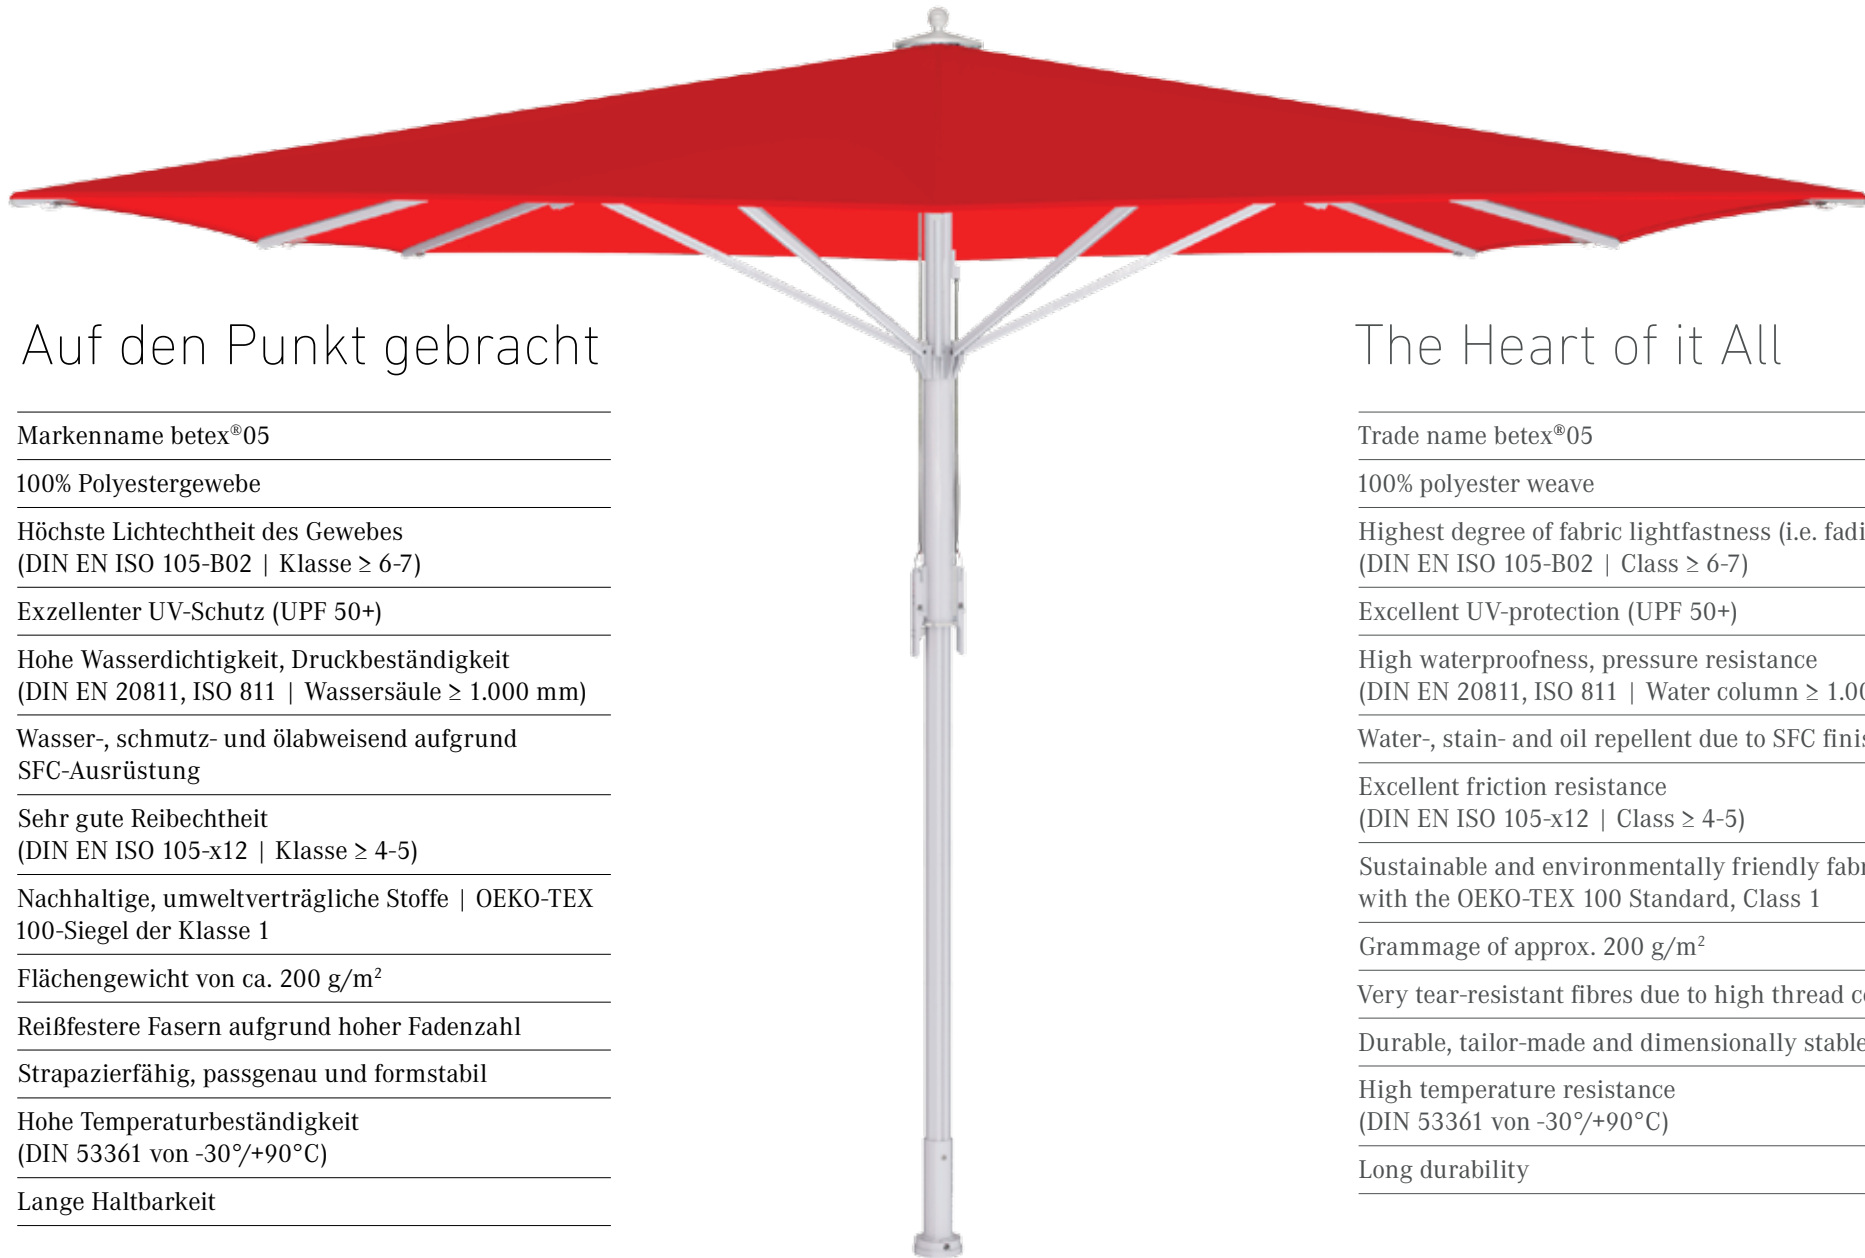 Auf den Punkt gebracht
Markenname betex®05
100% Polyestergewebe
Höchste Lichtechtheit des Gewebes
(DIN EN ISO 105-B02 | Klasse ≥ 6-7)
Exzellenter UV-Schutz (UPF 50+)
Hohe Wasserdichtigkeit, Druckbeständigkeit
(DIN EN 20811, ISO 811 | Wassersäule ≥ 1.000 mm)
Wasser-, schmutz- und ölabweisend aufgrund
SFC-Ausrüstung
Sehr gute Reibechtheit
(DIN EN ISO 105-x12 | Klasse ≥ 4-5)
Nachhaltige, umweltverträgliche Stoffe | OEKO-TEX
100-Siegel der Klasse 1
Flächengewicht von ca. 200 g/m²
Reißfestere Fasern aufgrund hoher Fadenzahl
Strapazierfähig, passgenau und formstabil
Hohe Temperaturbeständigkeit
(DIN 53361 von -30°/+90°C)
Lange Haltbarkeit
The Heart of it All
Trade name betex®05
100% polyester weave
Highest degree of fabric lightfastness (i.e.
(DIN EN ISO 105-B02 | Class ≥ 6-7)
Excellent UV-protection (UPF 50+)
High waterproofness, pressure resistance
(DIN EN 20811, ISO 811 | Water column ≥
Water-, stain- and oil repellent due to SFC
Excellent friction resistance
(DIN EN ISO 105-x12 | Class ≥ 4-5)
Sustainable and environmentally friendly
with the OEKO-TEX 100 Standard, Class 1
Grammage of approx. 200 g/m²
Very tear-resistant fibres due to high thread
Durable, tailor-made and dimensionally stable
High temperature resistance
(DIN 53361 von -30°/+90°C)
Long durability